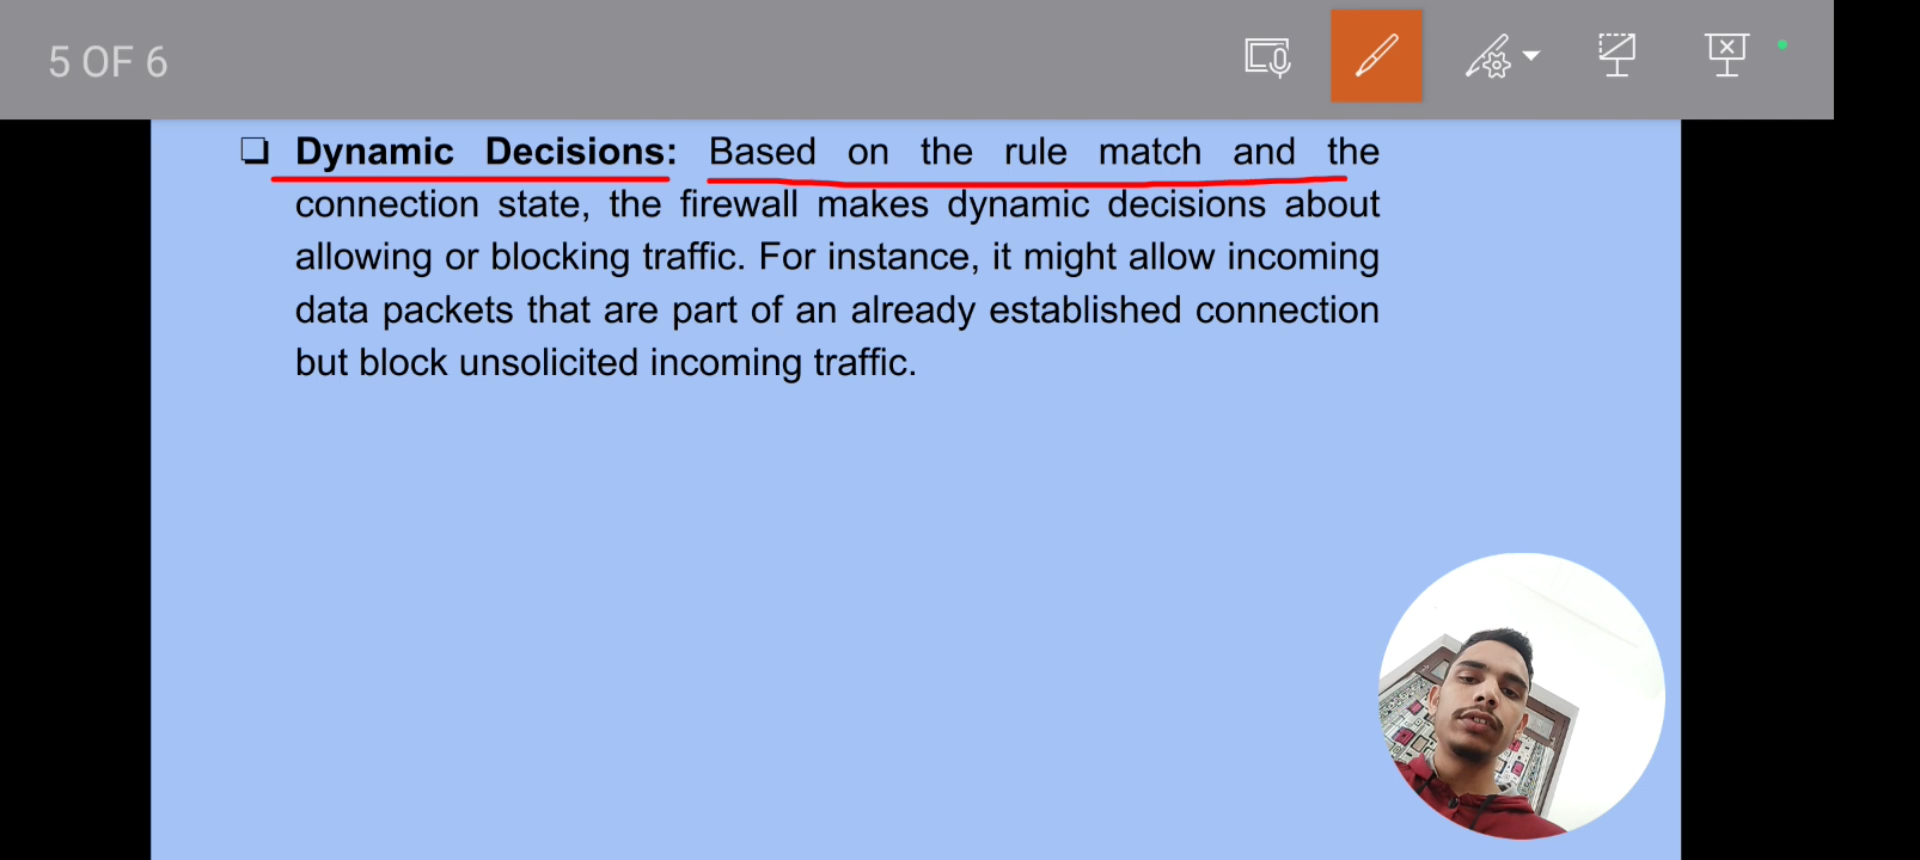 5 OF 6
❑ Dynamic Decisions: Based on the rule match and the
connection state, the firewall makes dynamic decisions about
allowing or blocking traffic. For instance, it might allow incoming
data packets that are part of an already established connection
but block unsolicited incoming traffic.